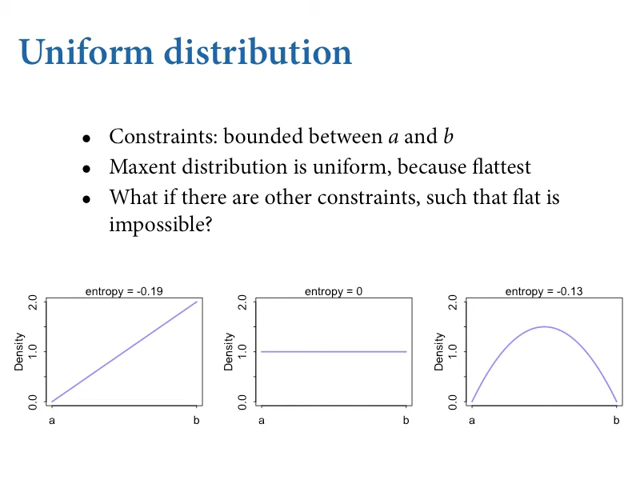 Uniform distribution
• Constraints: bounded between a and b
• Maxent distribution is uniform, because flattest
• What if there are other constraints, such that flat is
impossible?
entropy = -0.19
Density
0.0
1.0
2.0
a
b
entropy = 0
Density
0.0
1.0
2.0
a
b
entropy = -0.13
Density
0.0
1.0
2.0
a
b